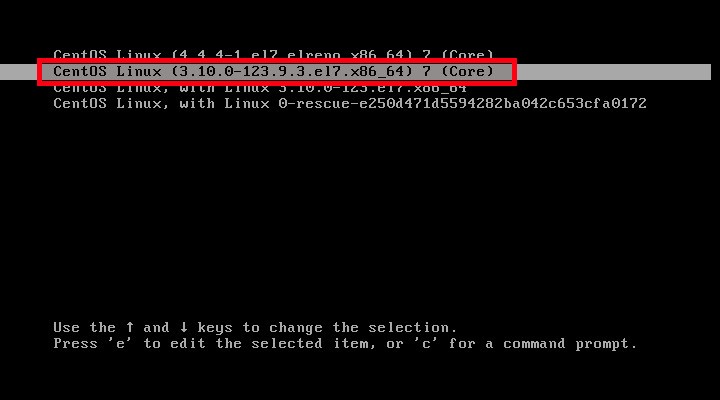 CentOS Linux (4.4.4-1.el7.elrepo.x86_64) 7 (Core)
CentOS Linux (3.10.0-123.9.3.el7.x86_64) 7 (Core)
CentOS Linux, with Linux 3.10.0-123.el7.x86_64
CentOS Linux, with Linux 0-rescue-e250d471d5594282ba042c653cfa0172
Use the ↑ and ↓ keys to change the selection.
Press 'e' to edit the selected item, or 'c' for a command prompt.